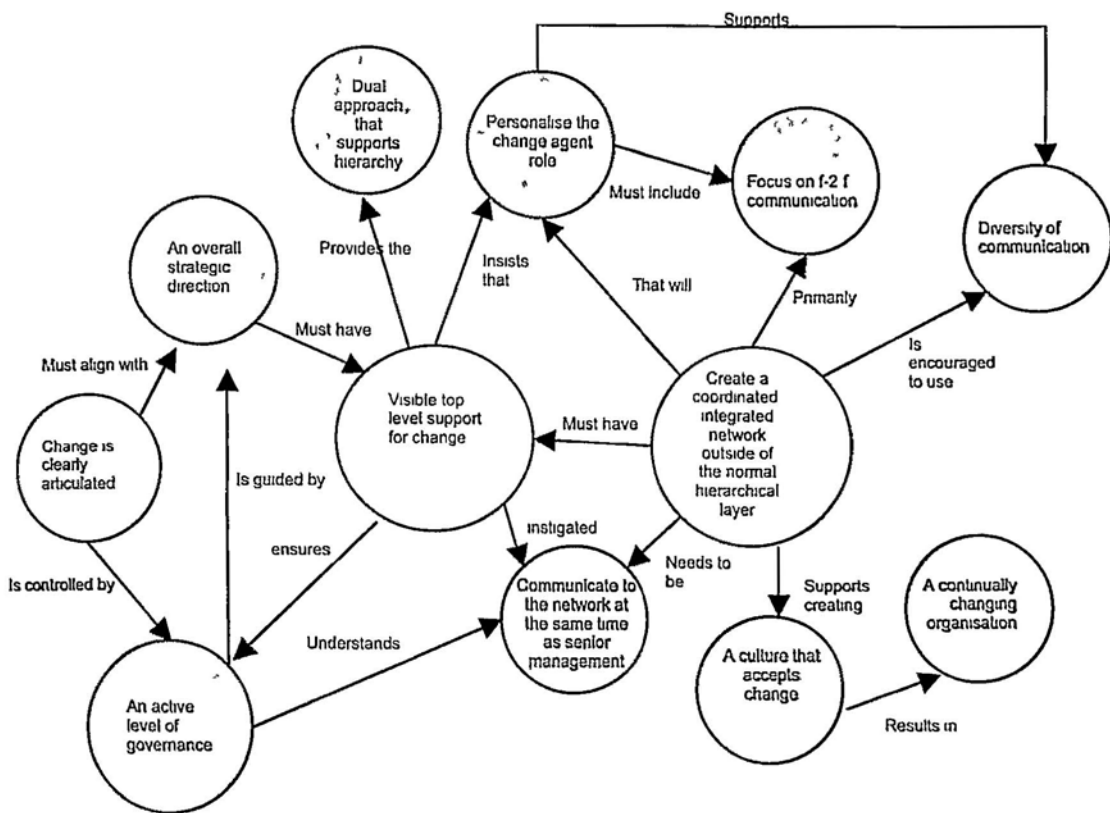 Supports
Dual
approach,
that
supports
hierarchy
Personalise the
change agent
role
Must include
Focus on f-2 f
communication
Diversity of
communication
An overall
strategic
direction
Provides the
Insists
that
That will
Primarily
Must have
Is
encouraged
to use
Must align with
Visible top
level support
for change
Must have
Create a
coordinated
integrated
network
outside of
the normal
hierarchical
layer
Change is
clearly
articulated
Is guided by
ensures
instigated
Needs to
be
Is controlled by
Communicate to
the network at
the same time
as senior
management
Supports
creating
A continually
changing
organisation
Understands
A culture that
accepts
change
Results in
An active
level of
governance